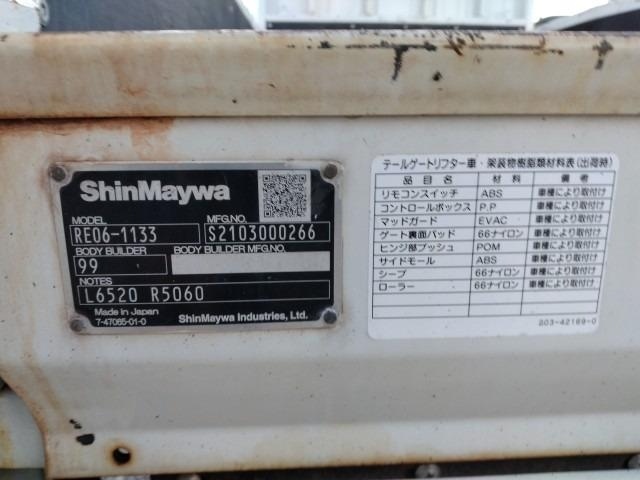 ShinMaywa
MODEL MFG.NO.
RE06-1133 S2103000266
BODY BUILDER BODY BUILDER MFG.NO.
99
NOTES
L6520 R5060
Made in Japan
7-47065-01-0 ShinMaywa Industries, Ltd.
テールゲートリフター車・架装物樹脂類材料表(出荷時)
品目名 材料 備考
リモコンスイッチ ABS 車種により取付け
コントロールボックス P.P 車種により取付け
マッドガード EVAC 車種により取付け
ゲート裏面パッド 66ナイロン 車種により取付け
ヒンジ部ブッシュ POM 車種により取付け
サイドモール ABS 車種により取付け
シーブ 66ナイロン 車種により取付け
ローラー 66ナイロン 車種により取付け
203-42169-0